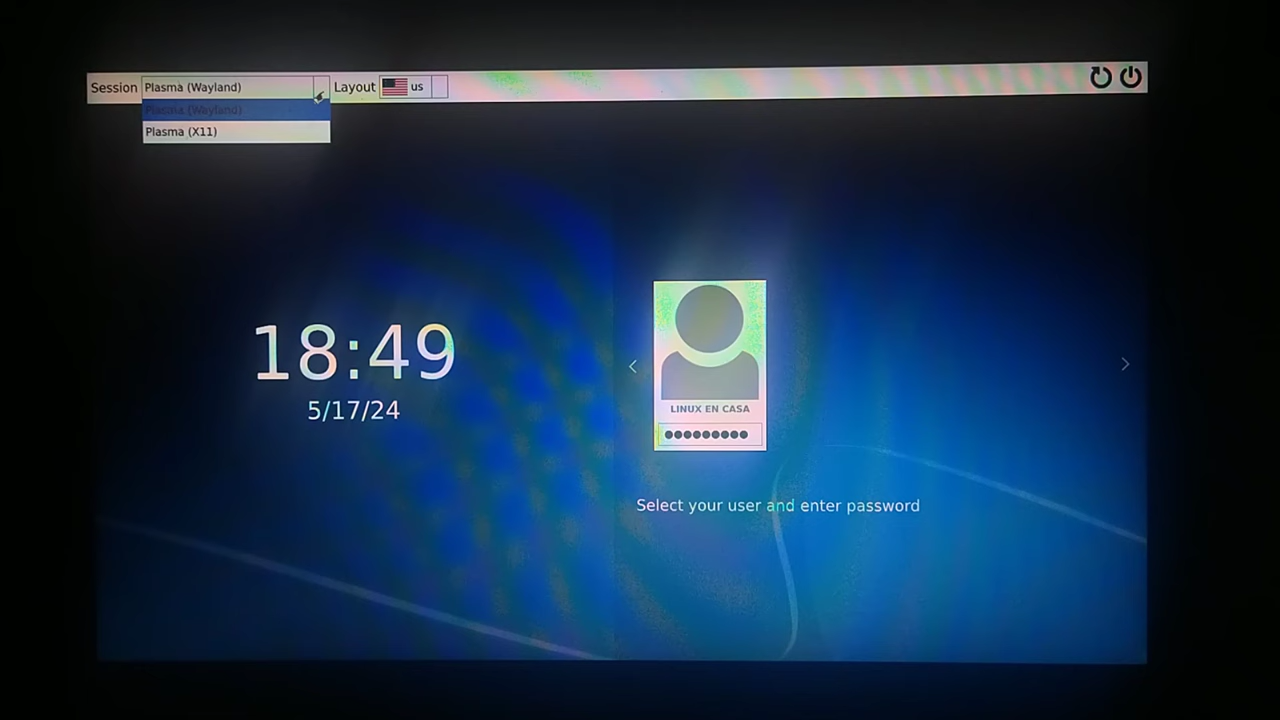 Session Plasma (Wayland) Layout us
Plasma (Wayland)
Plasma (X11)
18:49
5/17/24
LINUX EN CASA
Select your user and enter password